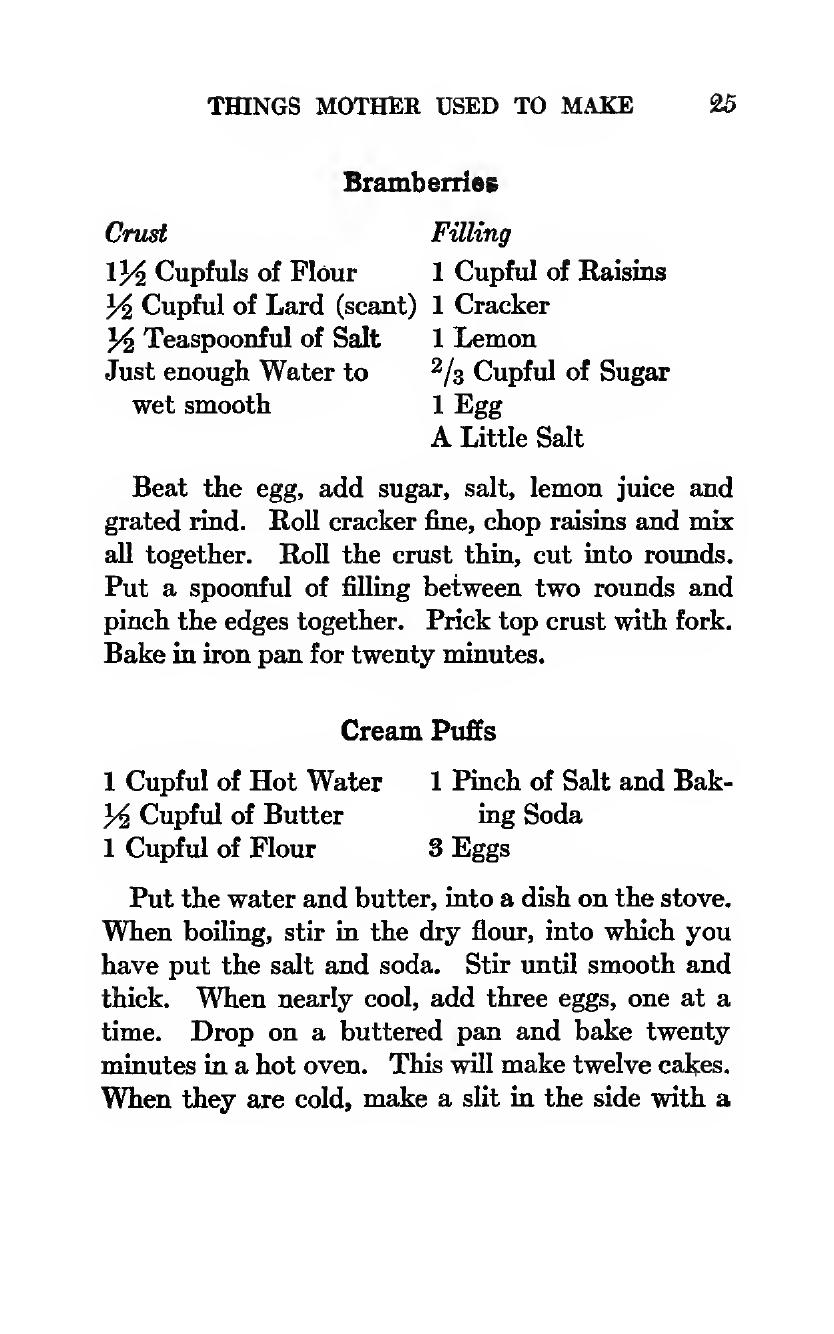 THINGS MOTHER USED TO MAKE 25
Bramberries
Crust
1½ Cupfuls of Flour
½ Cupful of Lard (scant)
½ Teaspoonful of Salt
Just enough Water to
wet smooth
Filling
1 Cupful of Raisins
1 Cracker
1 Lemon
2/3 Cupful of Sugar
1 Egg
A Little Salt
Beat the egg, add sugar, salt, lemon juice and
grated rind. Roll cracker fine, chop raisins and mix
all together. Roll the crust thin, cut into rounds.
Put a spoonful of filling between two rounds and
pinch the edges together. Prick top crust with fork.
Bake in iron pan for twenty minutes.
Cream Puffs
1 Cupful of Hot Water
½ Cupful of Butter
1 Cupful of Flour
1 Pinch of Salt and Bak-
ing Soda
3 Eggs
Put the water and butter, into a dish on the stove.
When boiling, stir in the dry flour, into which you
have put the salt and soda. Stir until smooth and
thick. When nearly cool, add three eggs, one at a
time. Drop on a buttered pan and bake twenty
minutes in a hot oven. This will make twelve cakes.
When they are cold, make a slit in the side with a